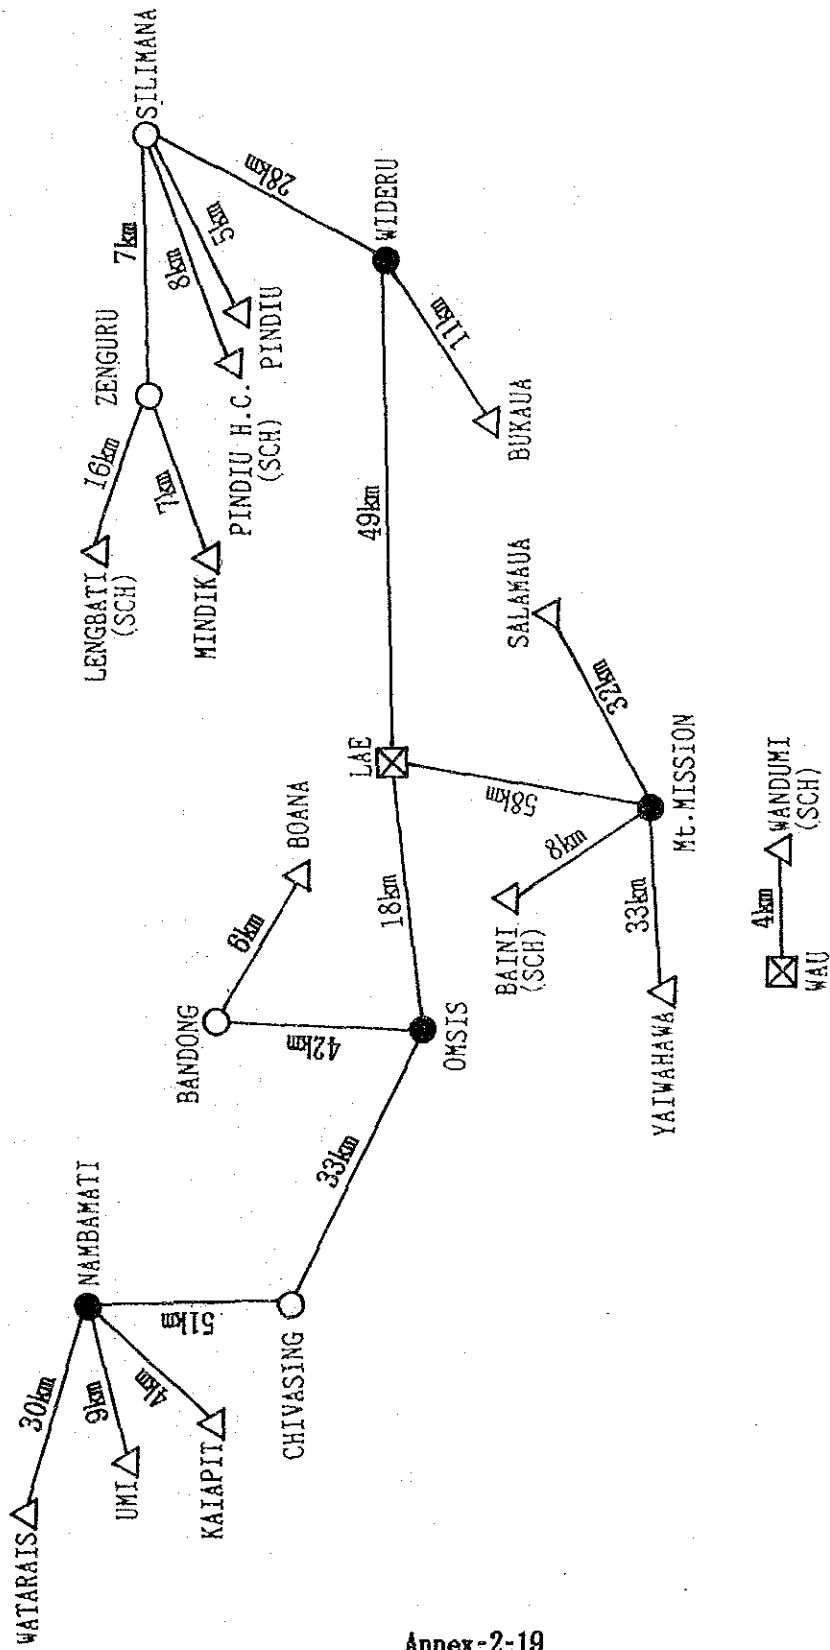 SILIMANA
28km
5km
8km
7km
WIDERU
ZENGURU
PINDIU
PINDIU H.C.
(SCH)
16km
7km
11km
BUKAUA
LENGBATI
(SCH)
MINDIK
49km
SALAMAUA
32km
LAE
58km
Mt.MISSION
WANDUMI
(SCH)
4km
WAU
BOANA
6km
18km
8km
BAINI
(SCH)
33km
YAIWAHAWA
BANDONG
42km
OMSIS
33km
NAMBAMATI
51km
CHIVASING
30km
9km
4km
WATARAIS
UMI
KAIAPIT
Annex-2-19